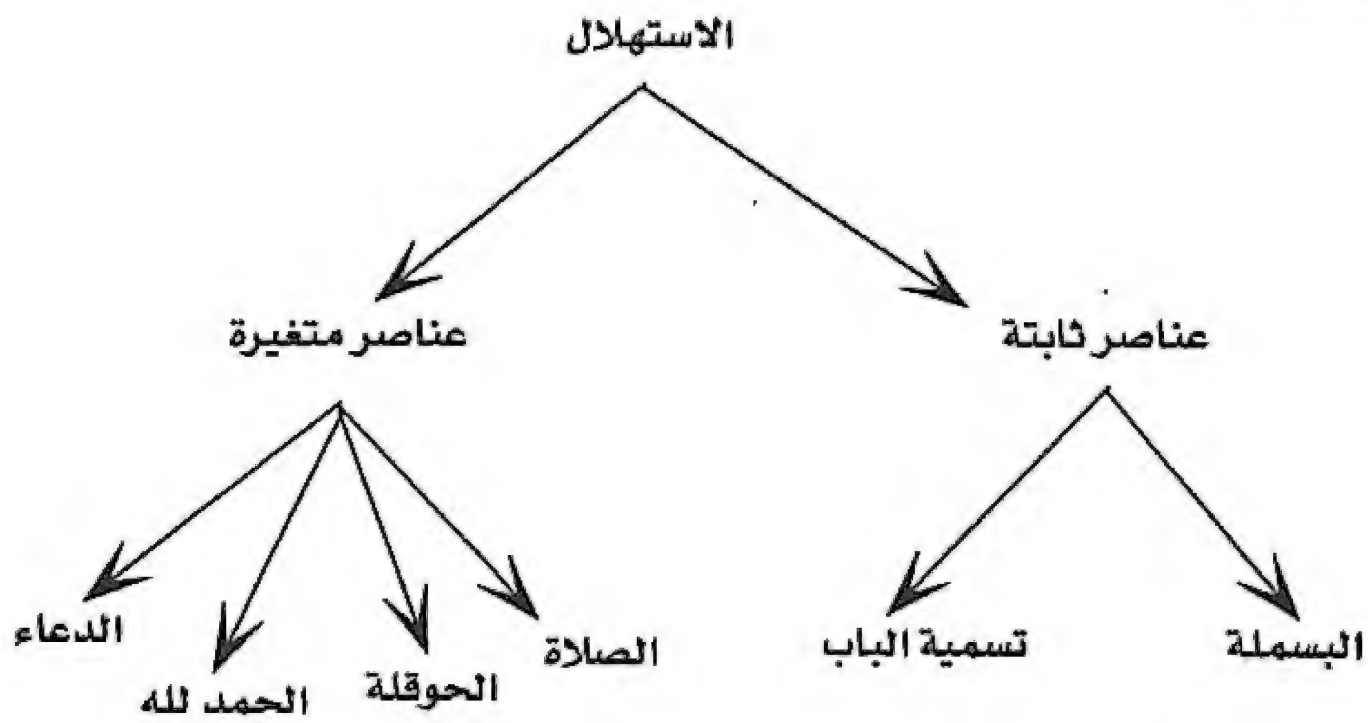 الاستهلال
عناصر ثابتة
عناصر متغيرة
البسملة
تسمية الباب
الصلاة
الحوقلة
الحمد لله
الدعاء